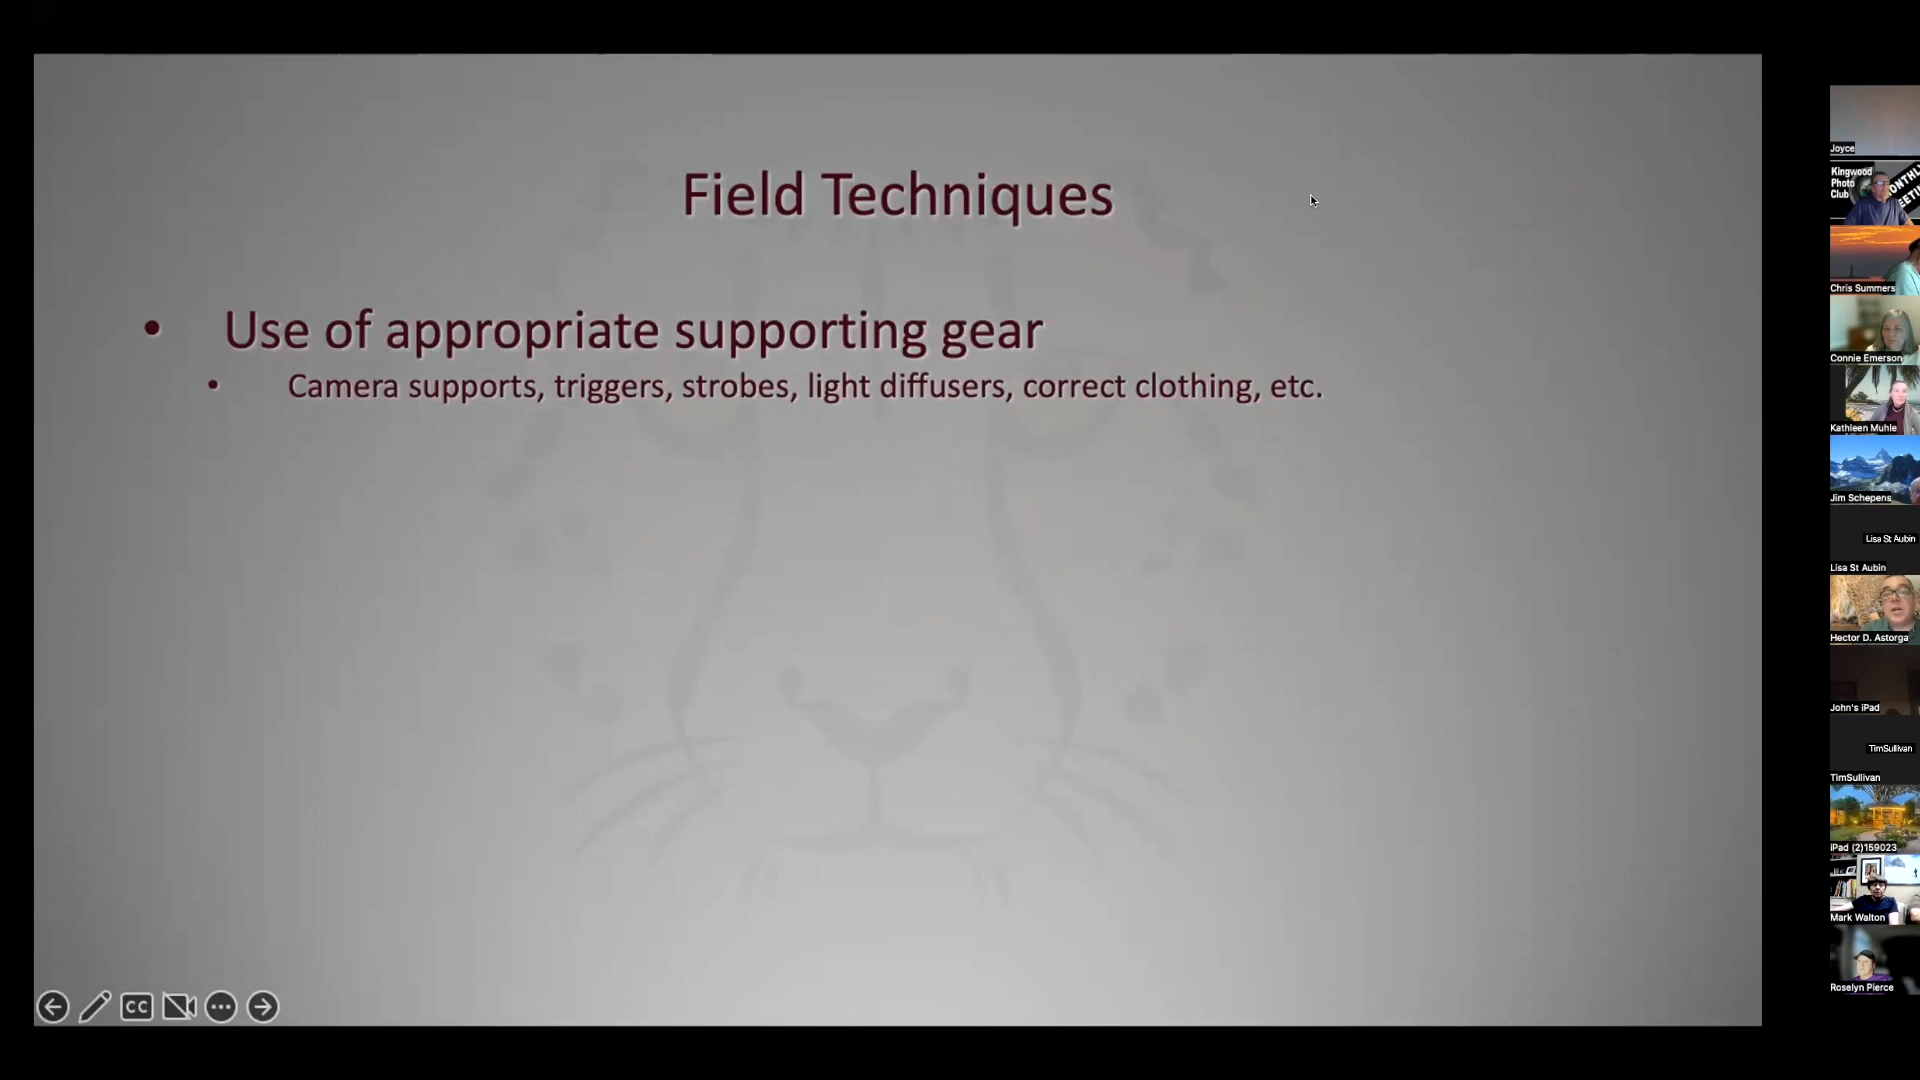 Field Techniques
• Use of appropriate supporting gear
• Camera supports, triggers, strobes, light diffusers, correct clothing, etc.
CC
Joyce
Kingwood
Photo
Club
Chris Summers
Connie Emerson
Kathleen Muhle
Jim Schepens
Lisa St Aubin
Lisa St Aubin
Hector D. Astorga
John's iPad
TimSullivan
TimSullivan
iPad (2)159023
Mark Walton
Roselyn Pierce